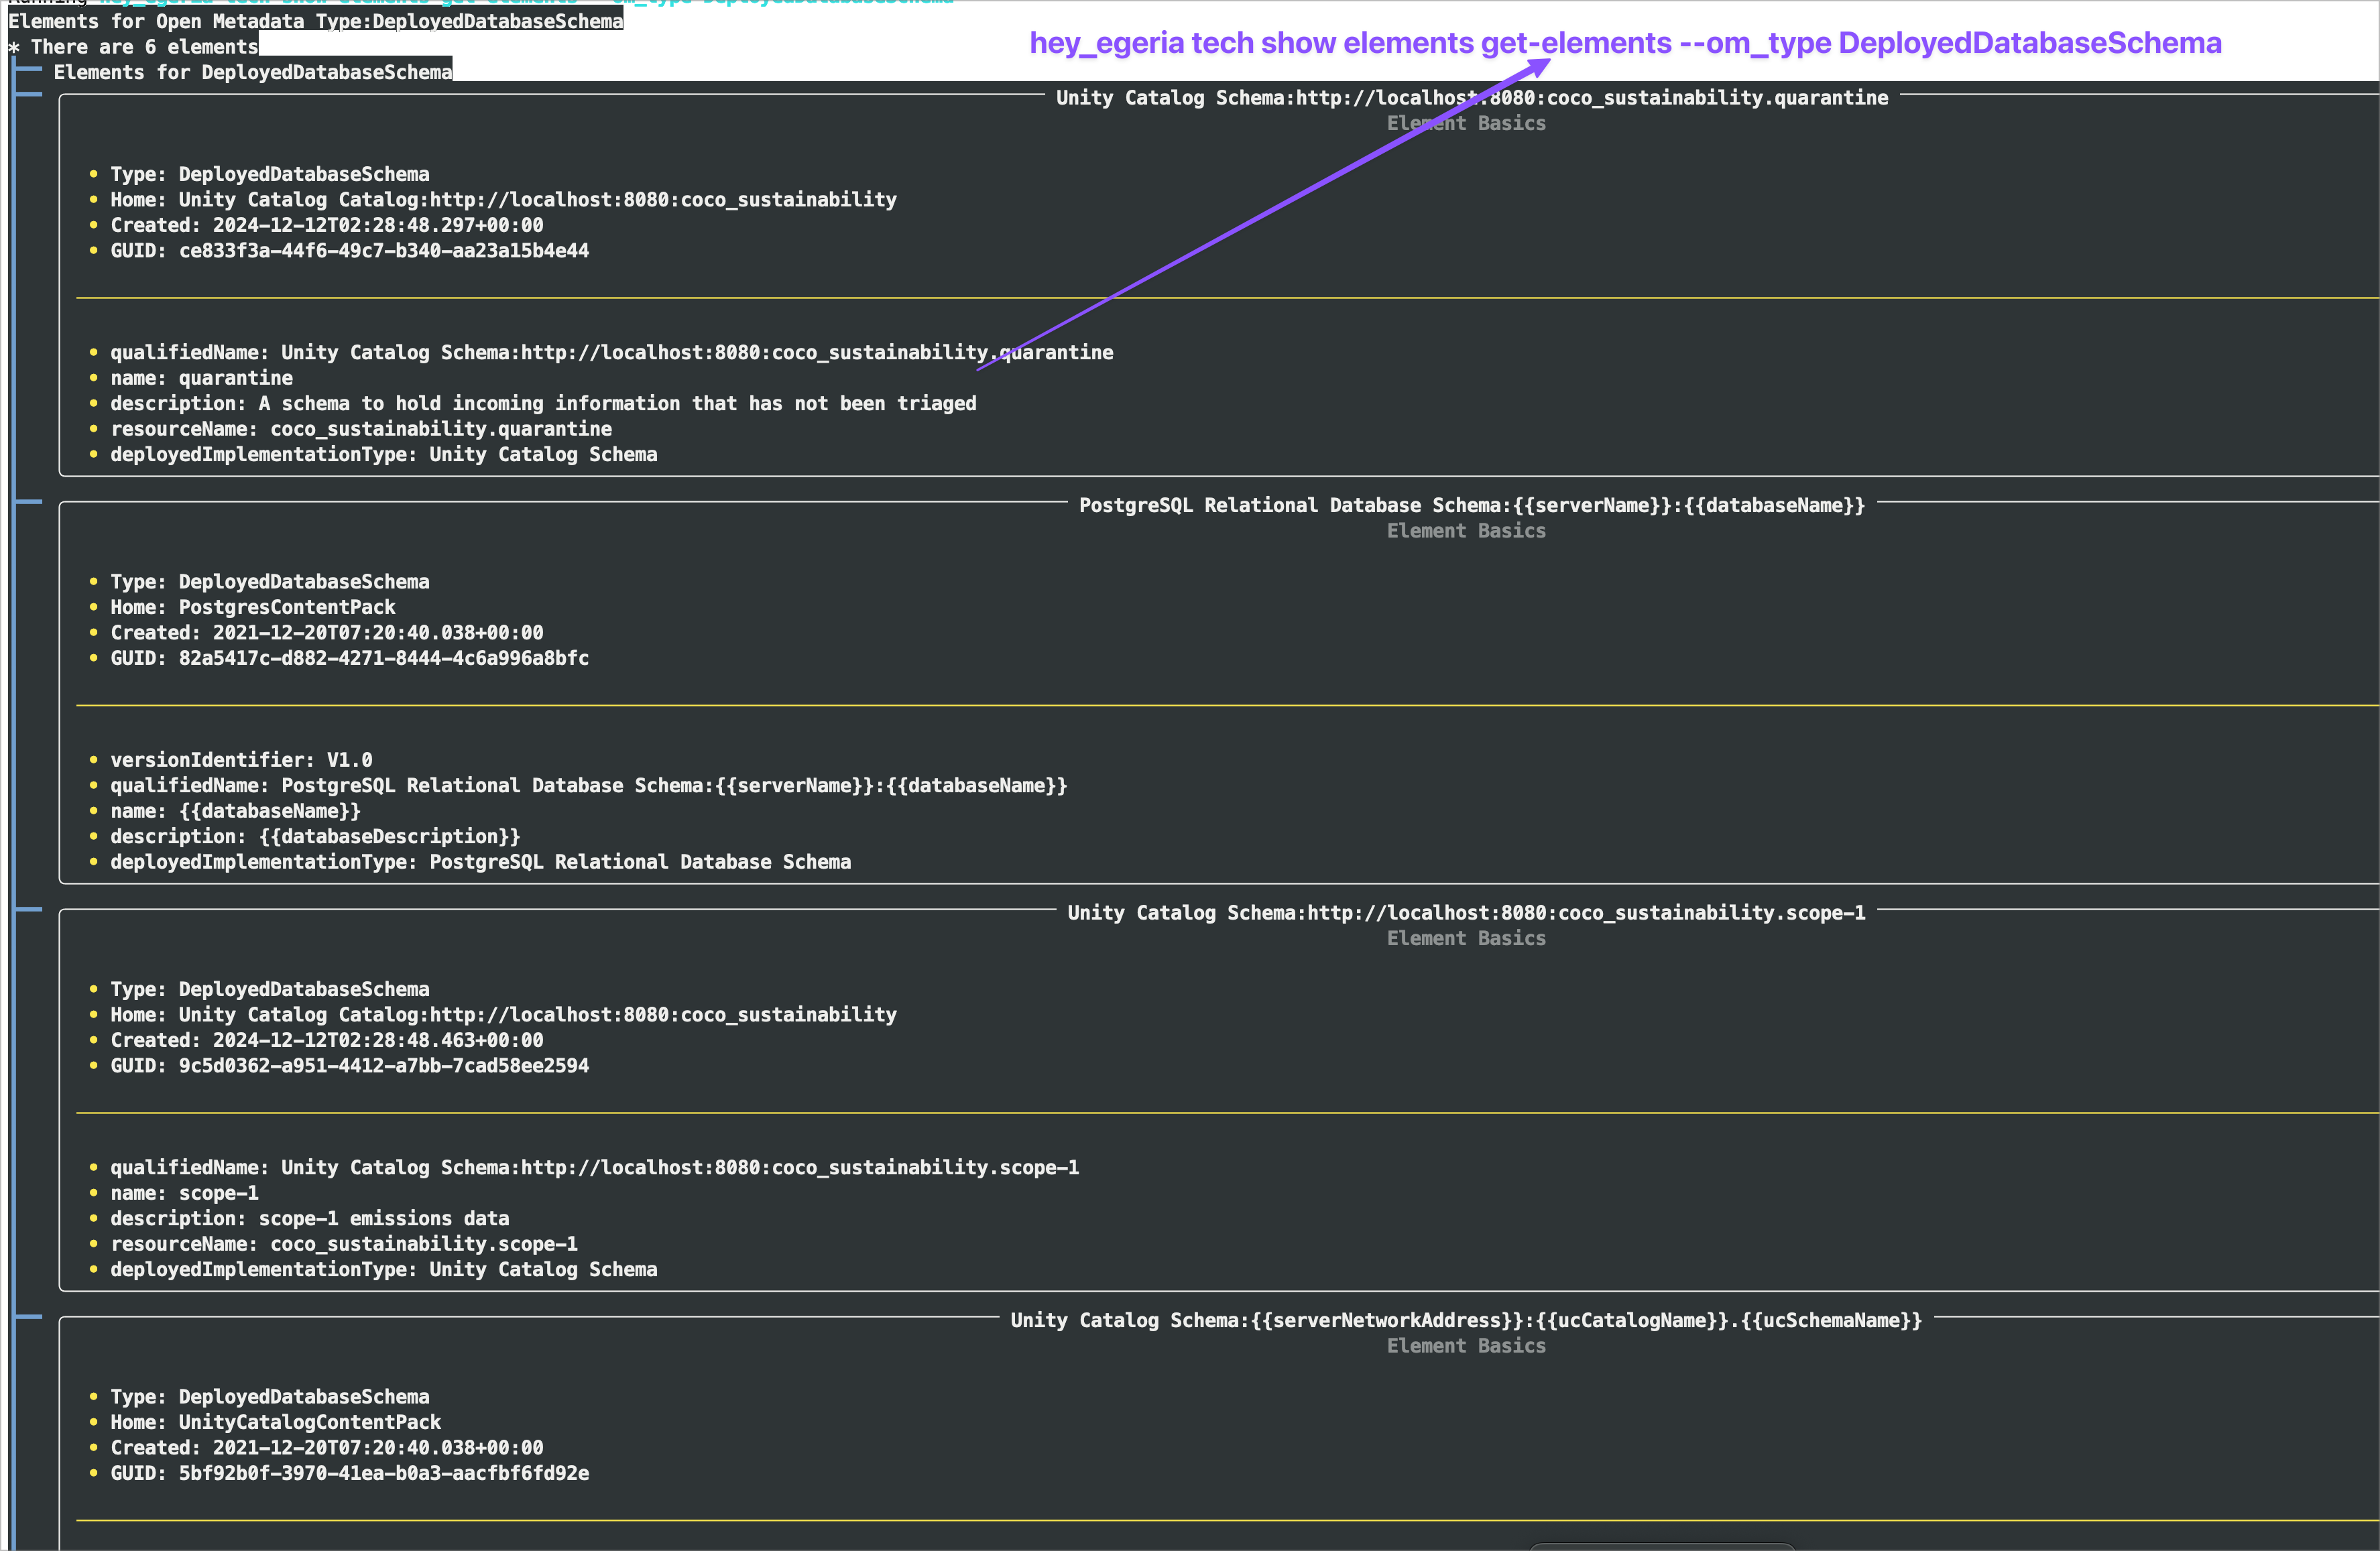 Running hey_egeria tech show elements get-elements --om_type DeployedDatabaseSchema
Elements for Open Metadata Type:DeployedDatabaseSchema
* There are 6 elements
hey_egeria tech show elements get-elements --om_type DeployedDatabaseSchema
Elements for DeployedDatabaseSchema
Unity Catalog Schema:http://localhost:8080:coco_sustainability.quarantine
Element Basics
• Type: DeployedDatabaseSchema
• Home: Unity Catalog Catalog:http://localhost:8080:coco_sustainability
• Created: 2024-12-12T02:28:48.297+00:00
• GUID: ce833f3a-44f6-49c7-b340-aa23a15b4e44
• qualifiedName: Unity Catalog Schema:http://localhost:8080:coco_sustainability.quarantine
• name: quarantine
• description: A schema to hold incoming information that has not been triaged
• resourceName: coco_sustainability.quarantine
• deployedImplementationType: Unity Catalog Schema
PostgreSQL Relational Database Schema:{{serverName}}:{{databaseName}}
Element Basics
• Type: DeployedDatabaseSchema
• Home: PostgresContentPack
• Created: 2021-12-20T07:20:40.038+00:00
• GUID: 82a5417c-d882-4271-8444-4c6a996a8bfc
• versionIdentifier: V1.0
• qualifiedName: PostgreSQL Relational Database Schema:{{serverName}}:{{databaseName}}
• name: {{databaseName}}
• description: {{databaseDescription}}
• deployedImplementationType: PostgreSQL Relational Database Schema
Unity Catalog Schema:http://localhost:8080:coco_sustainability.scope-1
Element Basics
• Type: DeployedDatabaseSchema
• Home: Unity Catalog Catalog:http://localhost:8080:coco_sustainability
• Created: 2024-12-12T02:28:48.463+00:00
• GUID: 9c5d0362-a951-4412-a7bb-7cad58ee2594
• qualifiedName: Unity Catalog Schema:http://localhost:8080:coco_sustainability.scope-1
• name: scope-1
• description: scope-1 emissions data
• resourceName: coco_sustainability.scope-1
• deployedImplementationType: Unity Catalog Schema
Unity Catalog Schema:{{serverNetworkAddress}}:{{ucCatalogName}}.{{ucSchemaName}}
Element Basics
• Type: DeployedDatabaseSchema
• Home: UnityCatalogContentPack
• Created: 2021-12-20T07:20:40.038+00:00
• GUID: 5bf92b0f-3970-41ea-b0a3-aacfbf6fd92e